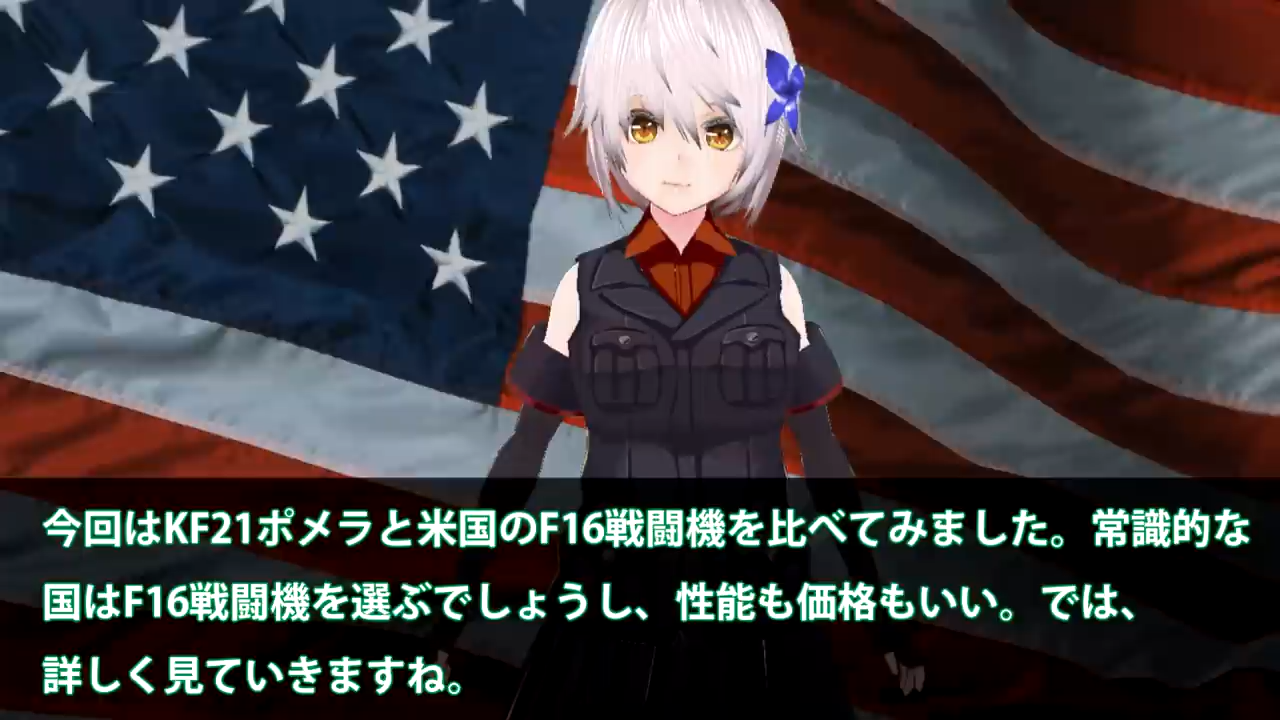 今回はKF21ポメラと米国のF16戦闘機を比べてみました。常識的な
国はF16戦闘機を選ぶでしょうし、性能も価格もいい。では、
詳しく見ていきますね。